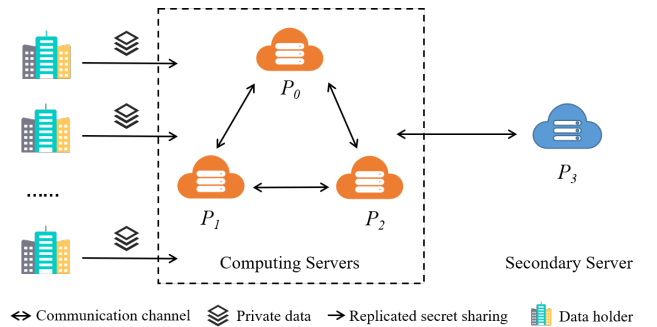 P0
P1
P2
P3
......
Computing Servers
Secondary Server
Communication channel
Private data
Replicated secret sharing
Data holder